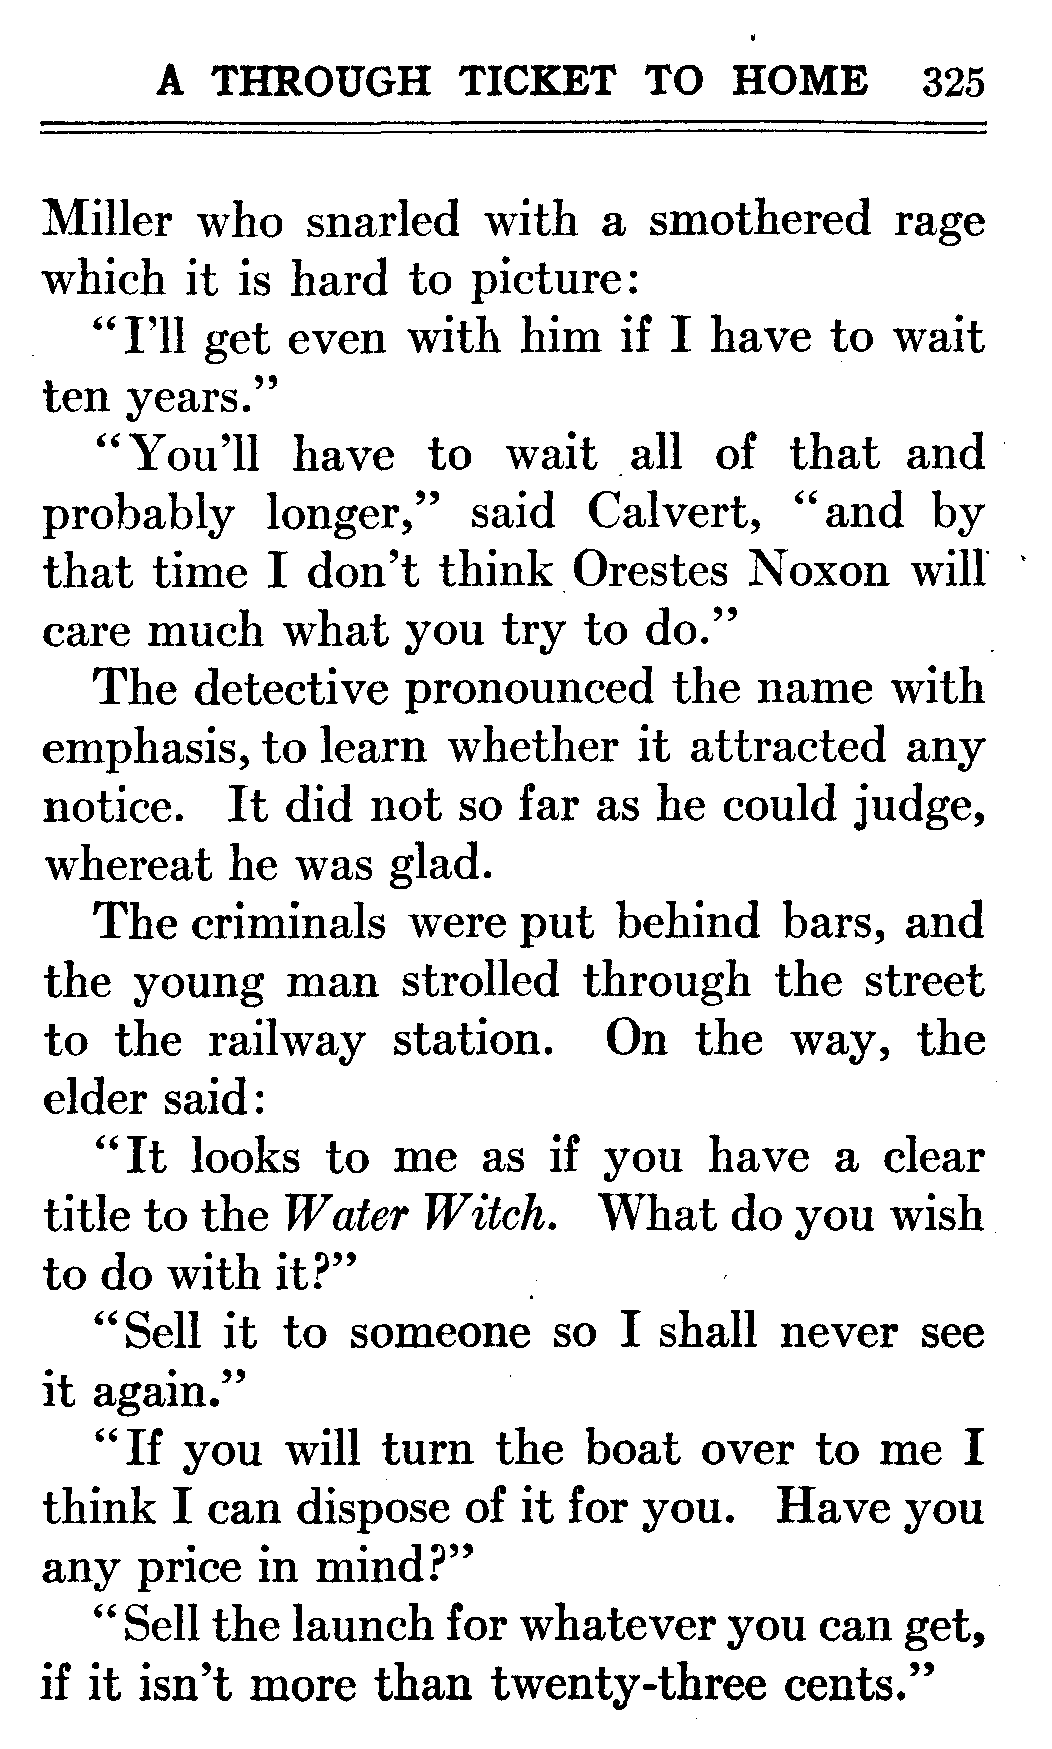 A THROUGH TICKET TO HOME 325
Miller who snarled with a smothered rage
which it is hard to picture:
“I’ll get even with him if I have to wait
ten years.”
“You’ll have to wait all of that and
probably longer,” said Calvert, “and by
that time I don’t think Orestes Noxon will
care much what you try to do.”
The detective pronounced the name with
emphasis, to learn whether it attracted any
notice. It did not so far as he could judge,
whereat he was glad.
The criminals were put behind bars, and
the young man strolled through the street
to the railway station. On the way, the
elder said:
“It looks to me as if you have a clear
title to the Water Witch. What do you wish
to do with it?”
“Sell it to someone so I shall never see
it again.”
“If you will turn the boat over to me I
think I can dispose of it for you. Have you
any price in mind?”
“Sell the launch for whatever you can get,
if it isn’t more than twenty-three cents.”